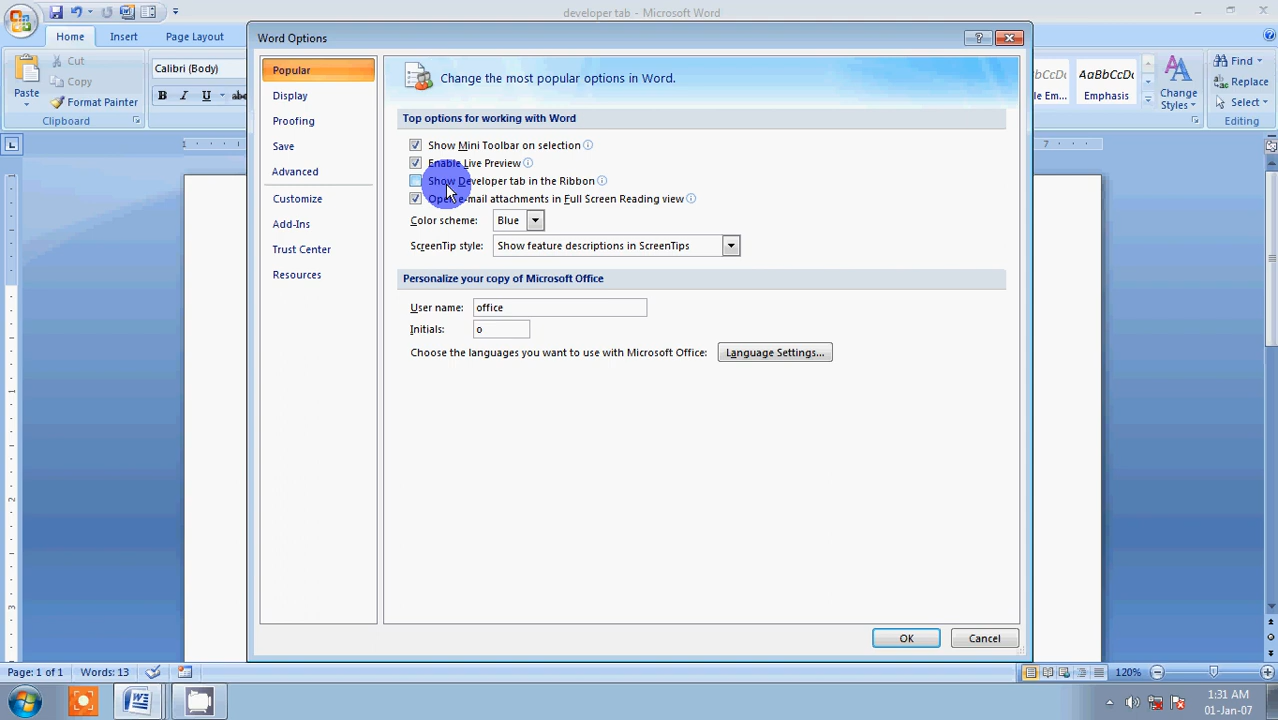 developer tab - Microsoft Word
Home Insert Page Layout
Cut
Copy
Format Painter
Paste
Clipboard
Calibri (Body)
B I U abc
AaBbCcDc
Emphasis
Change Styles
Find
Replace
Select
Editing
Word Options
Popular
Display
Proofing
Save
Advanced
Customize
Add-Ins
Trust Center
Resources
Change the most popular options in Word.
Top options for working with Word
Show Mini Toolbar on selection
Enable Live Preview
Show Developer tab in the Ribbon
Open e-mail attachments in Full Screen Reading view
Color scheme: Blue
ScreenTip style: Show feature descriptions in ScreenTips
Personalize your copy of Microsoft Office
User name: office
Initials: o
Choose the languages you want to use with Microsoft Office: Language Settings...
OK Cancel
Page: 1 of 1 Words: 13 120%
1:31 AM
01-Jan-07